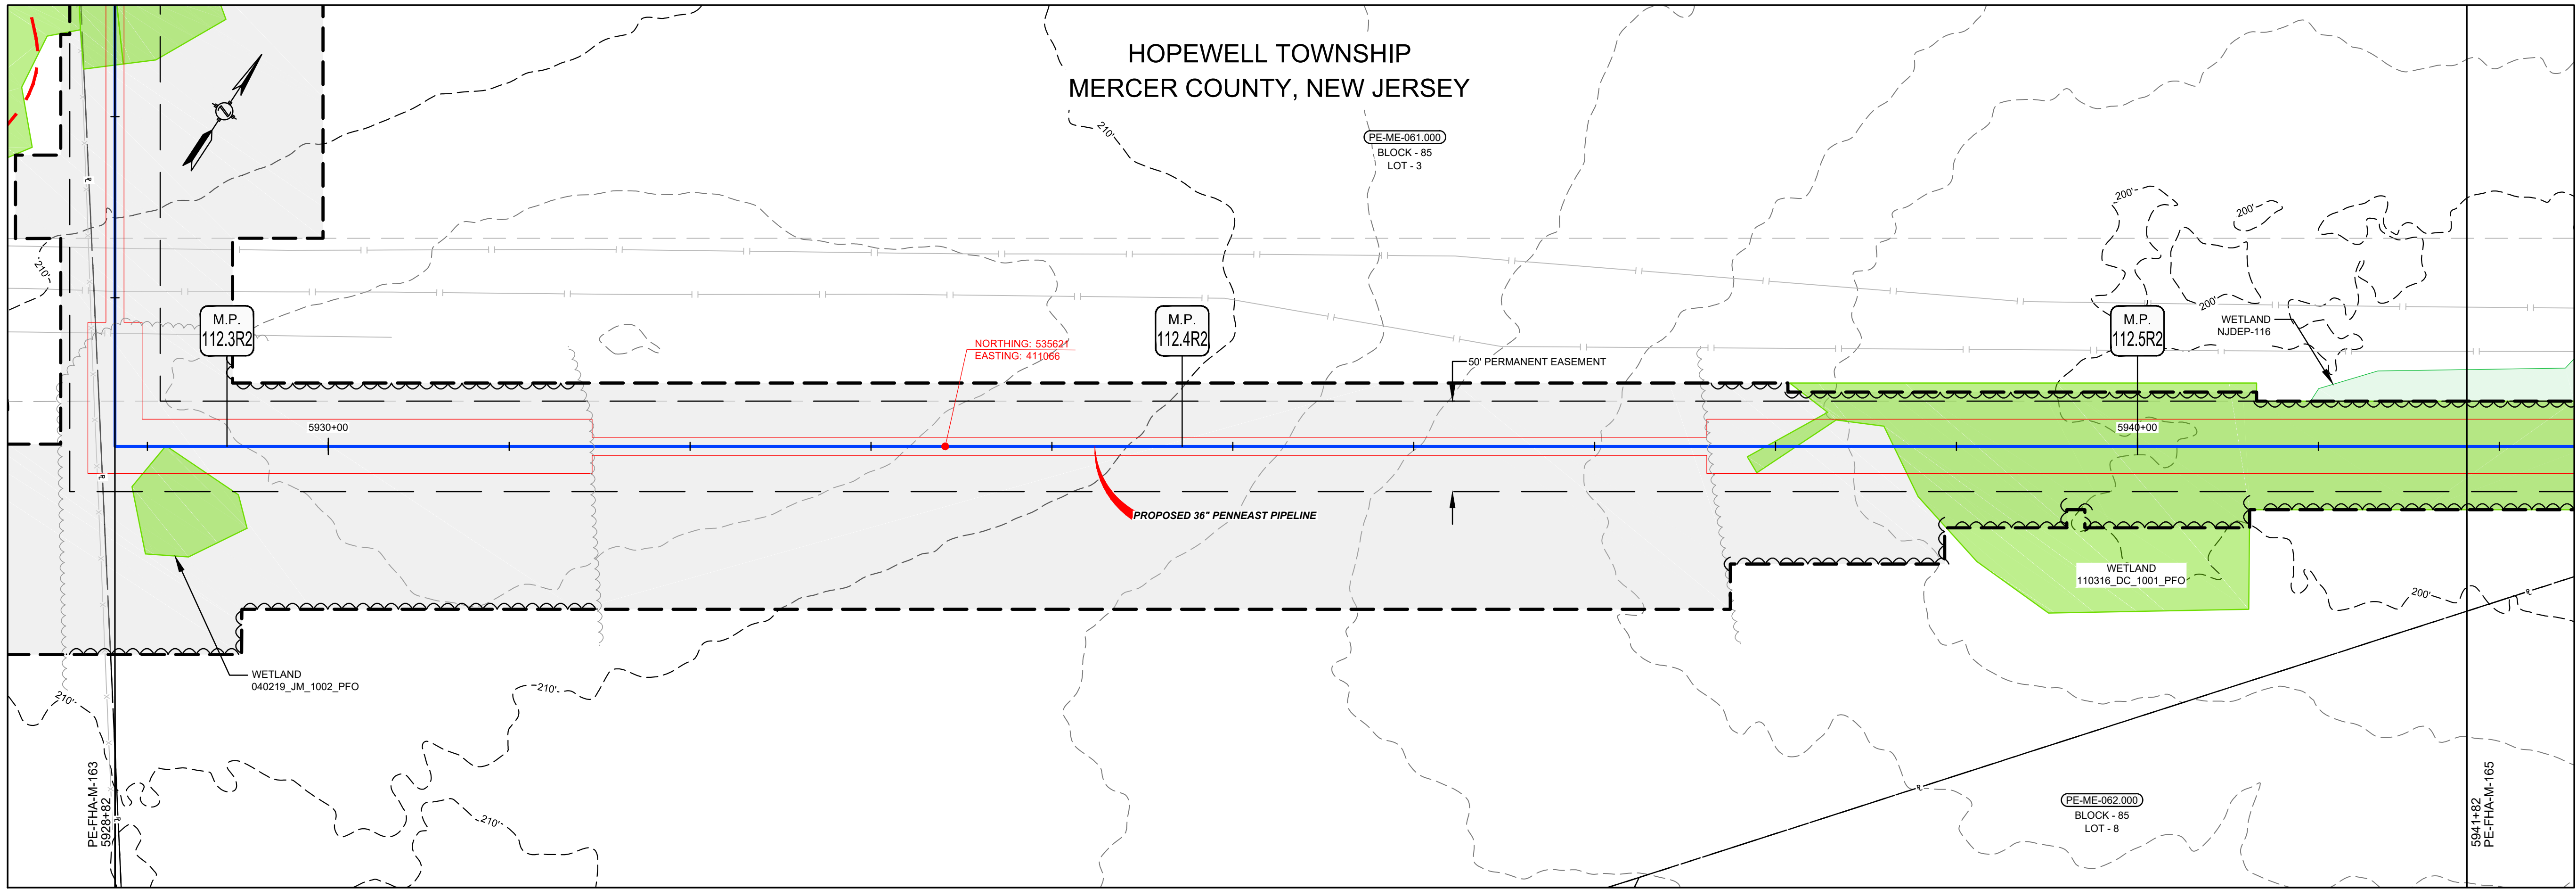 HOPEWELL TOWNSHIP
MERCER COUNTY, NEW JERSEY
210'
PE-ME-061.000
BLOCK - 85
LOT - 3
200'
200'
200'
210'
M.P.
112.3R2
M.P.
112.4R2
M.P.
112.5R2
WETLAND
NJDEP-116
NORTHING: 535621
EASTING: 411066
50' PERMANENT EASEMENT
5930+00
5940+00
PROPOSED 36" PENNEAST PIPELINE
WETLAND
110316_DC_1001_PFO
200'
WETLAND
040219_JM_1002_PFO
210'
210'
210'
PE-FHA-M-163
5928+82
PE-ME-062.000
BLOCK - 85
LOT - 8
5941+82
PE-FHA-M-165